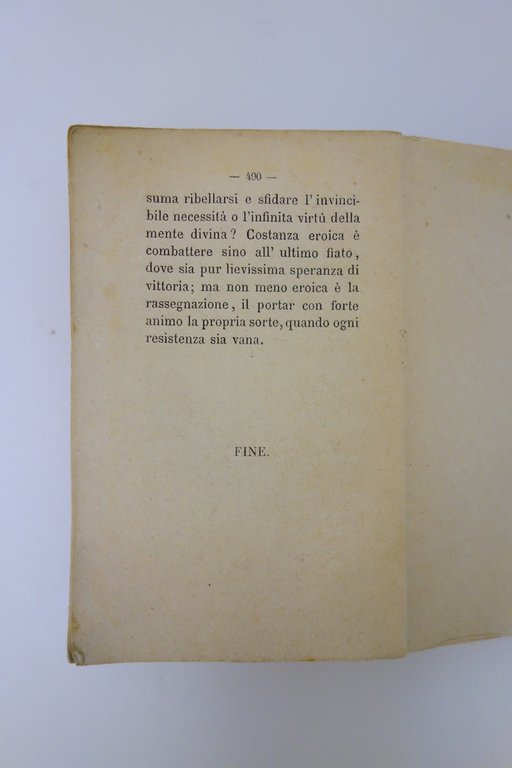 — 490 —
suma ribellarsi e sfidare l' invinci-
bile necessità o l'infinita virtù della
mente divina? Costanza eroica è
combattere sino all' ultimo fiato,
dove sia pur lievissima speranza di
vittoria; ma non meno eroica è la
rassegnazione, il portar con forte
animo la propria sorte, quando ogni
resistenza sia vana.
FINE.